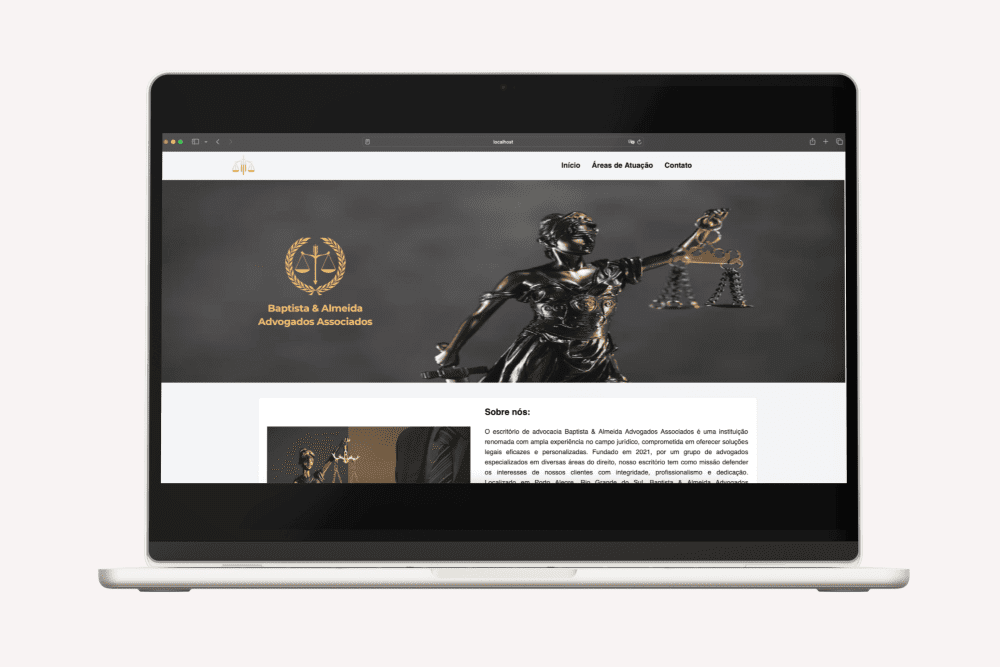 localhost
Início Áreas de Atuação Contato
Baptista & Almeida
Advogados Associados
Sobre nós:
O escritório de advocacia Baptista & Almeida Advogados Associados é uma instituição
renomada com ampla experiência no campo jurídico, comprometida em oferecer soluções
legais eficazes e personalizadas. Fundado em 2021, por um grupo de advogados
especializados em diversas áreas do direito, nosso escritório tem como missão defender
os interesses de nossos clientes com integridade, profissionalismo e dedicação.
Localizado em Porto Alegre, Rio Grande do Sul, Baptista & Almeida Advogados